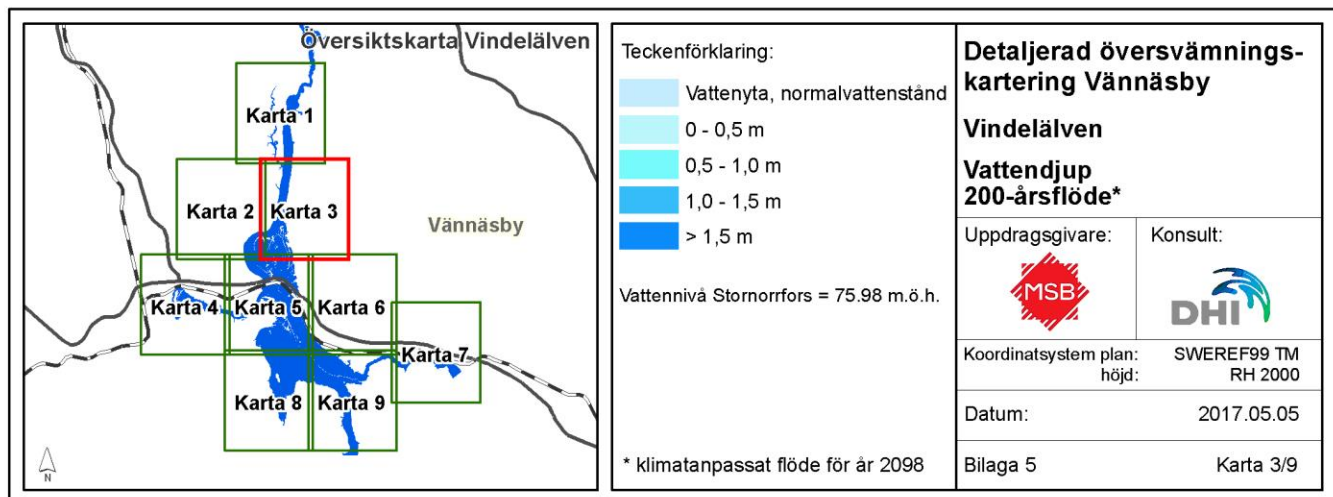 Översiktskarta Vindelälven
Karta 1
Karta 2
Karta 3
Vännäsby
Karta 4
Karta 5
Karta 6
Karta 7
Karta 8
Karta 9
N
Teckenförklaring:
Vattenyta, normalvattenstånd
0 - 0,5 m
0,5 - 1,0 m
1,0 - 1,5 m
> 1,5 m
Vattennivå Stornorrfors = 75.98 m.ö.h.
* klimatanpassat flöde för år 2098
Detaljerad översvämnings-
kartering Vännäsby
Vindelälven
Vattendjup
200-årsflöde*
Uppdragsgivare:
Konsult:
MSB
DHI
Koordinatsystem plan: SWEREF99 TM
höjd: RH 2000
Datum: 2017.05.05
Bilaga 5 Karta 3/9